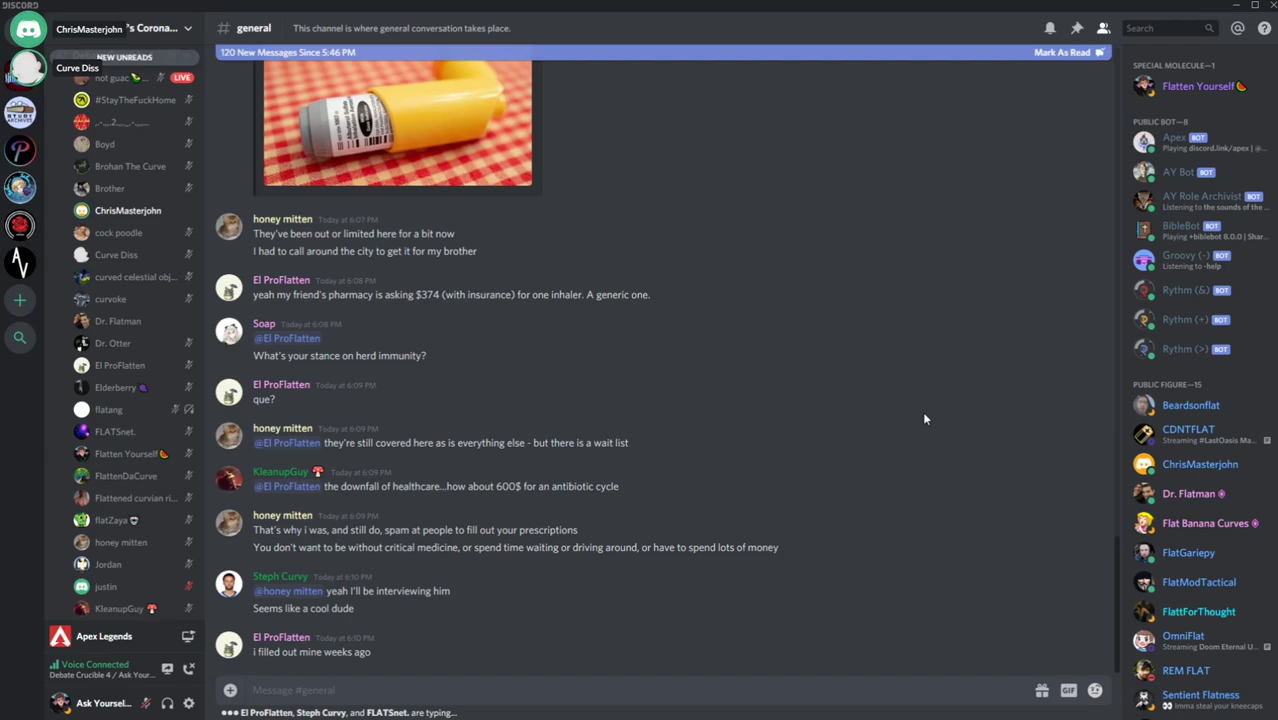 DISCORD
ChrisMasterjohn
's Corona...
# general
This channel is where general conversation takes place.
Search
NEW UNREADS
120 New Messages Since 5:46 PM
Mark As Read
Curve Diss
not guac
LIVE
#StayTheFuckHome
Boyd
Brohan The Curve
Brother
ChrisMasterjohn
cock poodle
Curve Diss
curved celestial obj...
curvoke
Dr. Flatman
Dr. Otter
El ProFlatten
Elderberry
flatang
FLATSnet.
Flatten Yourself
FlattenDaCurve
Flattened curvian ri...
flatZaya
honey mitten
Jordan
justin
KleanupGuy
Apex Legends
Voice Connected
Debate Crucible 4 / Ask Your...
Ask Yoursel...
honey mitten Today at 6:07 PM
They've been out or limited here for a bit now
I had to call around the city to get it for my brother
El ProFlatten Today at 6:08 PM
yeah my friend's pharmacy is asking $374 (with insurance) for one inhaler. A generic one.
Soap Today at 6:08 PM
@El ProFlatten
What's your stance on herd immunity?
El ProFlatten Today at 6:09 PM
que?
honey mitten Today at 6:09 PM
@El ProFlatten they're still covered here as is everything else - but there is a wait list
KleanupGuy Today at 6:09 PM
@El ProFlatten the downfall of healthcare...how about 600$ for an antibiotic cycle
honey mitten Today at 6:09 PM
That's why i was, and still do, spam at people to fill out your prescriptions
You don't want to be without critical medicine, or spend time waiting or driving around, or have to spend lots of money
Steph Curvy Today at 6:10 PM
@honey mitten yeah I'll be interviewing him
Seems like a cool dude
El ProFlatten Today at 6:10 PM
i filled out mine weeks ago
Message #general
GIF
El ProFlatten, Steph Curvy, and FLATSnet. are typing...
SPECIAL MOLECULE—1
Flatten Yourself
PUBLIC BOT—8
Apex BOT
Playing discord.link/apex | @...
AY Bot BOT
AY Role Archivist BOT
Listening to the sounds of the...
BibleBot BOT
Playing +biblebot 8.0.0 | Shar...
Groovy (-) BOT
Listening to -help
Rythm (&) BOT
Rythm (+) BOT
Rythm (>) BOT
PUBLIC FIGURE—15
Beardsonflat
CDNTFLAT
Streaming #LastOasis Ma...
ChrisMasterjohn
Dr. Flatman
Flat Banana Curves
FlatGariepy
FlatModTactical
FlattForThought
OmniFlat
Streaming Doom Eternal U...
REM FLAT
Sentient Flatness
Imma steal your kneecaps